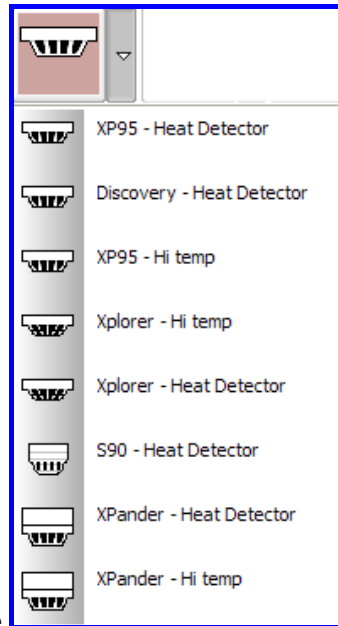 XP95 - Heat Detector
Discovery - Heat Detector
XP95 - Hi temp
Xplorer - Hi temp
Xplorer - Heat Detector
S90 - Heat Detector
XPander - Heat Detector
XPander - Hi temp